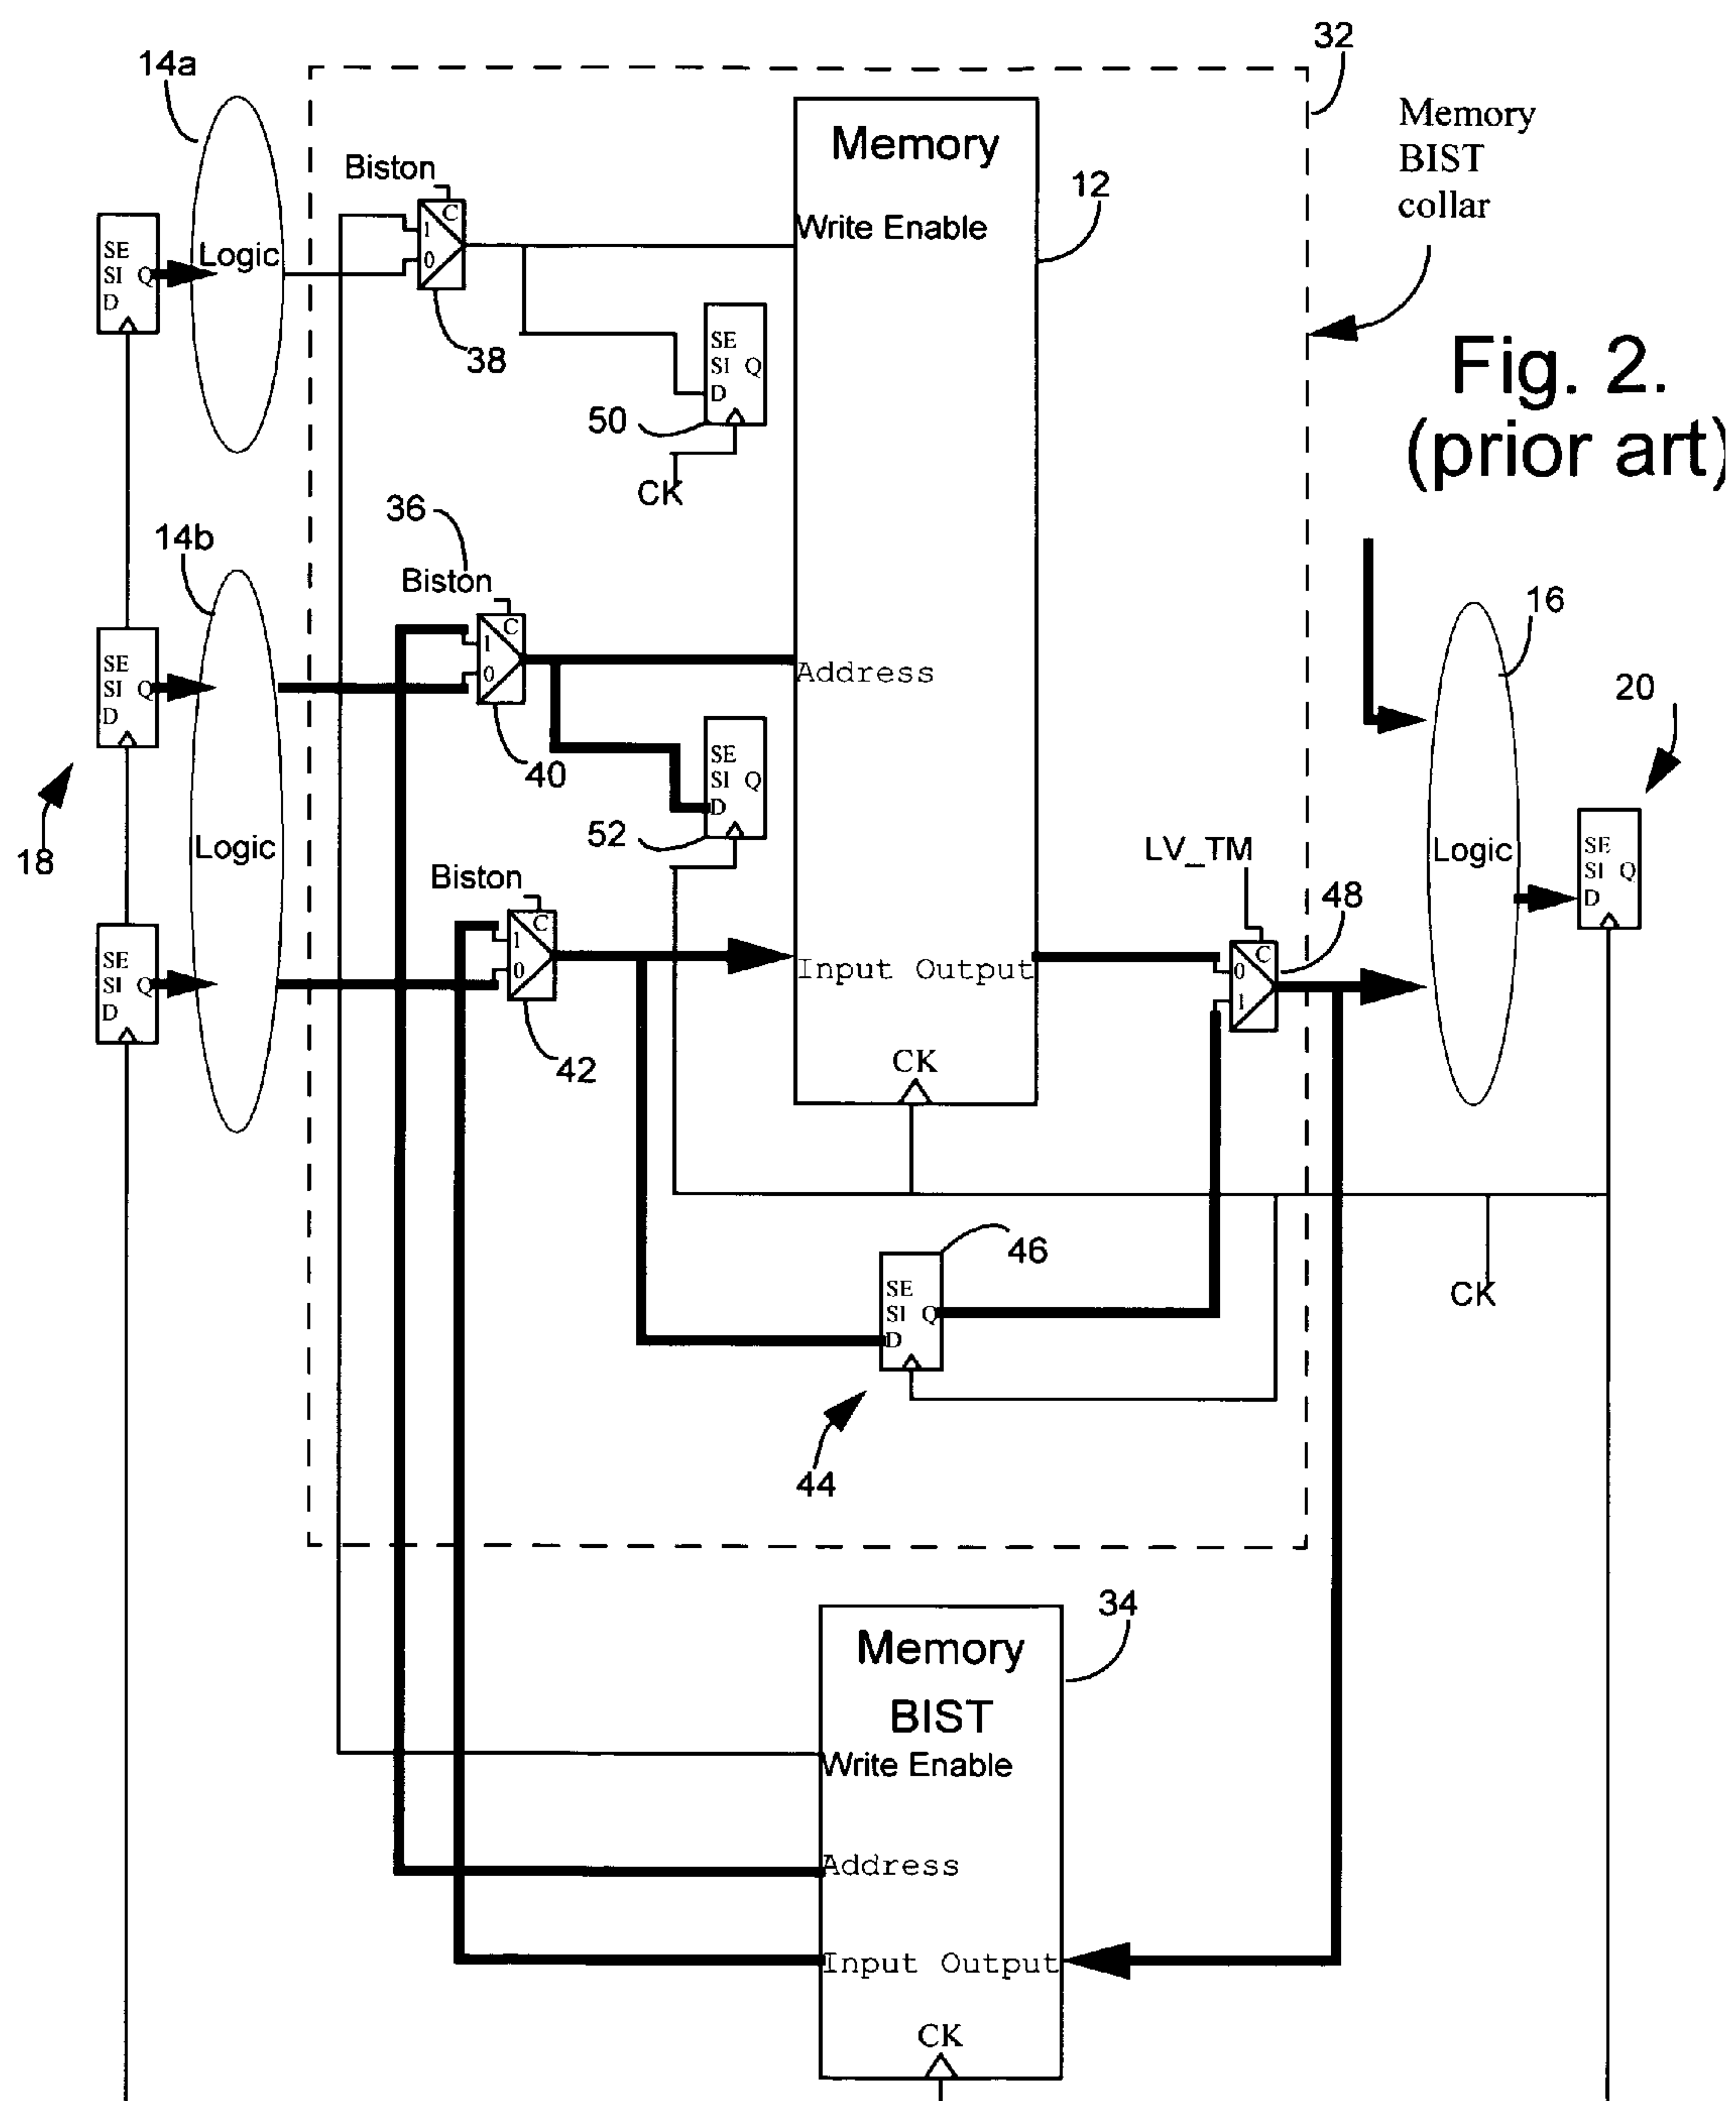 32
14a
Memory
BIST
collar
Memory
Biston
C
1
0
12
Write Enable
SE
SI Q
D
Logic
38
SE
SI Q
D
50
CK
Fig. 2.
(prior art)
36
Biston
14b
C
1
0
Address
16
SE
SI Q
D
20
40
SE
SI Q
D
52
18
Logic
LV_TM
Logic
SE
SI Q
D
Biston
C
1
0
48
C
0
1
SE
SI Q
D
Input Output
42
CK
46
SE
SI Q
D
CK
44
34
Memory
BIST
Write Enable
Address
Input Output
CK